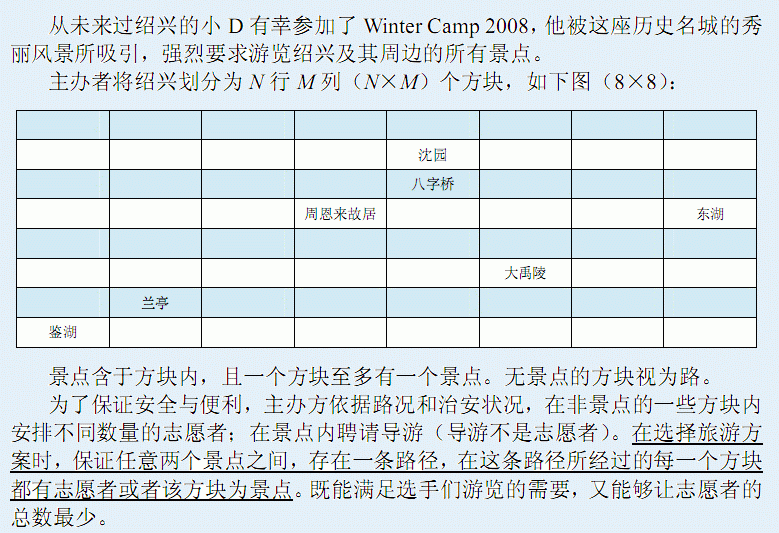 从未来过绍兴的小 D 有幸参加了 Winter Camp 2008，他被这座历史名城的秀
丽风景所吸引，强烈要求游览绍兴及其周边的所有景点。
主办者将绍兴划分为 N 行 M 列（N×M）个方块，如下图（8×8）：
沈园
八字桥
周恩来故居 东湖
大禹陵
兰亭
鉴湖
景点含于方块内，且一个方块至多有一个景点。无景点的方块视为路。
为了保证安全与便利，主办方依据路况和治安状况，在非景点的一些方块内
安排不同数量的志愿者；在景点内聘请导游（导游不是志愿者）。在选择旅游方
案时，保证任意两个景点之间，存在一条路径，在这条路径所经过的每一个方块
都有志愿者或者该方块为景点。既能满足选手们游览的需要，又能够让志愿者的
总数最少。